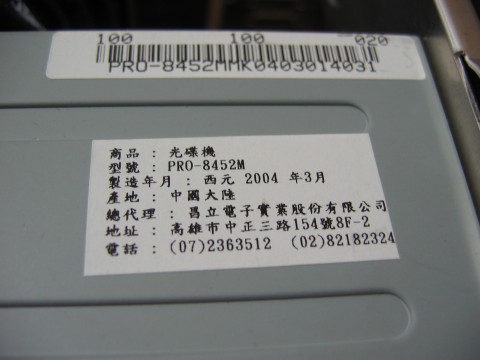 100 100 020
PRO-8452MMK0403014031
商品 : 光碟機
型號 : PRO-8452M
製造年月 : 西元 2004 年3月
產地 : 中國大陸
總代理 : 昌立電子實業股份有限公司
地址 : 高雄市中正三路154號8F-2
電話 : (07)2363512 (02)82182324